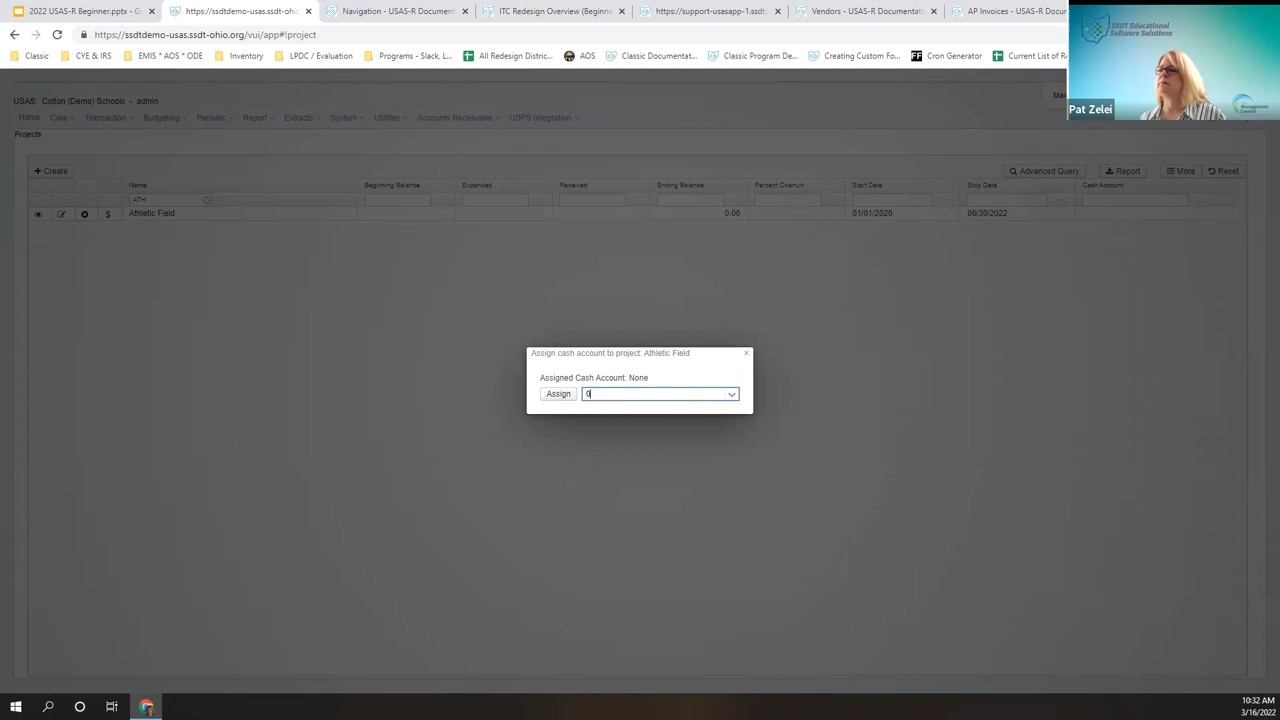 2022 USAS-R Beginner.pptx - G
https://ssdtdemo-usas.ssdt-ohi
Navigation - USAS-R Document
ITC Redesign Overview (Beginne
https://support-usasapp-1.ssdt-
Vendors - USAS-R Documentati
AP Invoices - USAS-R Docu
https://ssdtdemo-usas.ssdt-ohio.org/vui/app#!project
Classic
CYE & IRS
EMIS * AOS * ODE
Inventory
LPDC / Evaluation
Programs - Slack, L...
All Redesign Distric...
AOS
Classic Documentat...
Classic Program De...
Creating Custom Fo...
Cron Generator
Current List of R
SSDT Educational
Software Solutions
Management
Council
Pat Zelei
USAS: Cotton (Demo) Schools - admin
Home Core Transaction Budgeting Periodic Report Extracts System Utilities Accounts Receivable USPS Integration
Projects
Create
Advanced Query
Report
More
Reset
Name Beginning Balance Expended Received Ending Balance Percent Overrun Start Date Stop Date Cash Account
ATH
Athletic Field 0.00 01/01/2020 06/30/2022
Assign cash account to project: Athletic Field
Assigned Cash Account: None
Assign 0
10:32 AM
3/16/2022